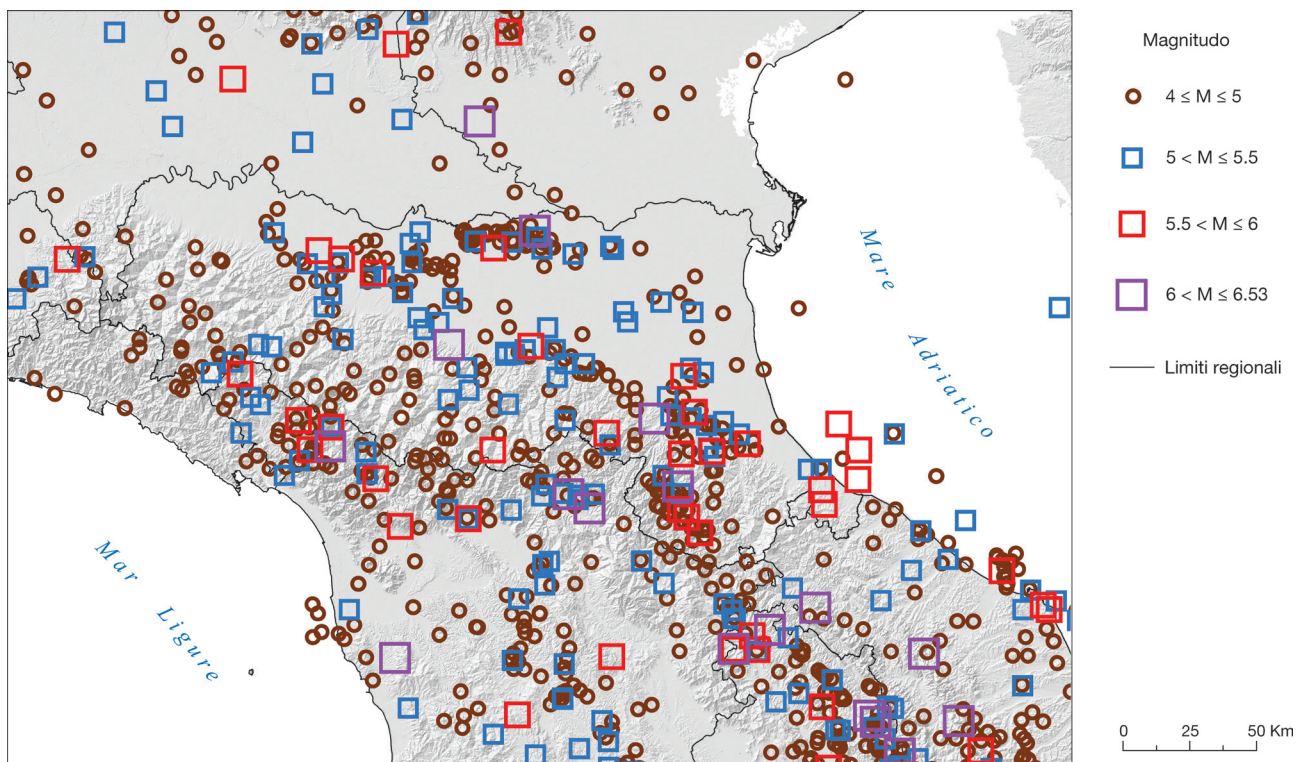 Magnitudo
4 ≤ M ≤ 5
5 < M ≤ 5.5
5.5 < M ≤ 6
6 < M ≤ 6.53
Limiti regionali
Mare
Adriatico
Mar
Ligure
0 25 50 Km